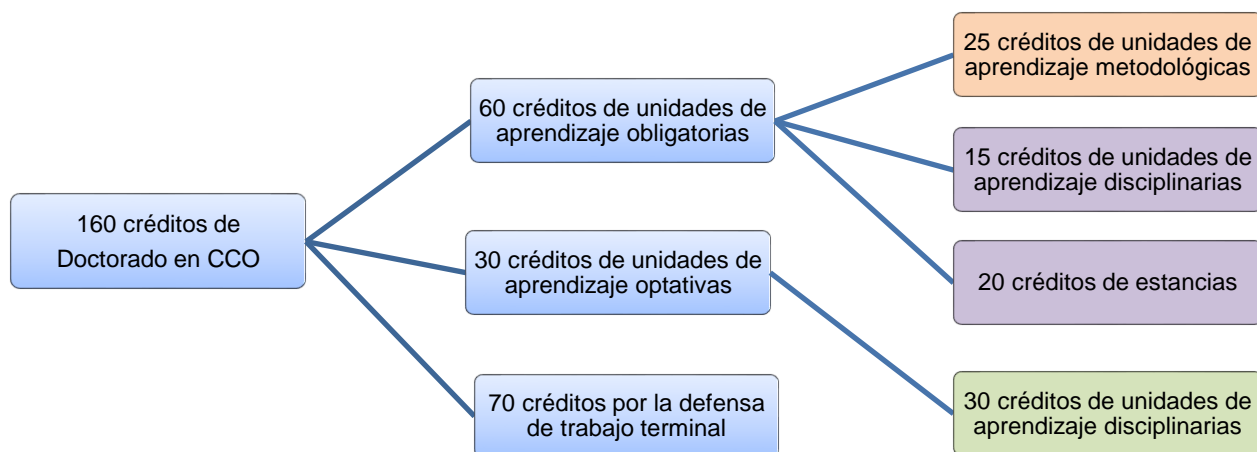 160 créditos de
Doctorado en CCO
60 créditos de unidades de
aprendizaje obligatorias
30 créditos de unidades de
aprendizaje optativas
70 créditos por la defensa
de trabajo terminal
25 créditos de unidades de
aprendizaje metodológicas
15 créditos de unidades de
aprendizaje disciplinarias
20 créditos de estancias
30 créditos de unidades de
aprendizaje disciplinarias